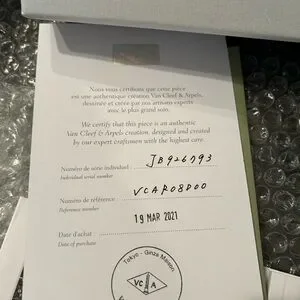 Nous vous certifions que cette pièce
est une authentique création Van Cleef & Arpels,
dessinée et créée par nos artisans experts
avec le plus grand soin.
We certify that this piece is an authentic
Van Cleef & Arpels creation, designed and created
by our expert craftsmen with the highest care.
Numéro de série individuel : JB926793
Individual serial number
Numéro de référence : VCARO8DO00
Reference number
19 MAR 2021
Date d'achat :
Date of purchase
Tokyo - Ginza Maison
VC A